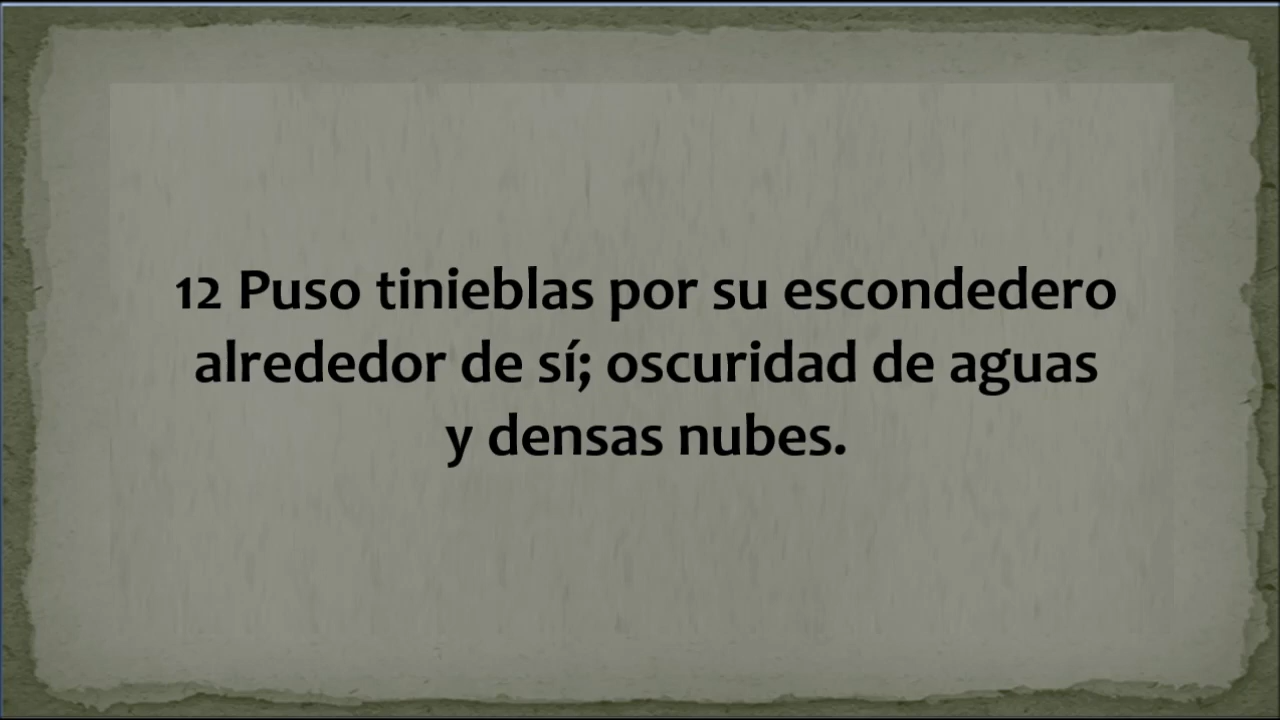 12 Puso tinieblas por su escondedero
alrededor de sí; oscuridad de aguas
y densas nubes.